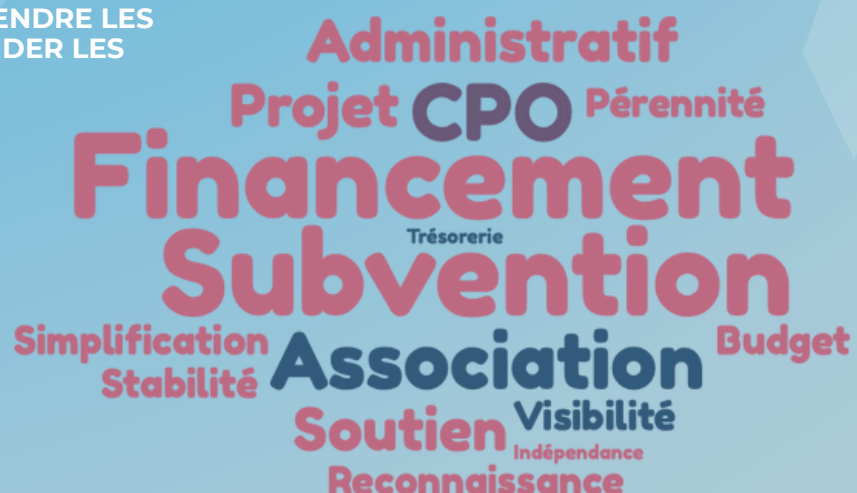 ENDRE LES
DER LES
Administratif
Projet CPO Pérennité
Financement
Trésorerie
Subvention
Simplification Association Budget
Stabilité
Soutien Visibilité
Indépendance
Reconnaissance